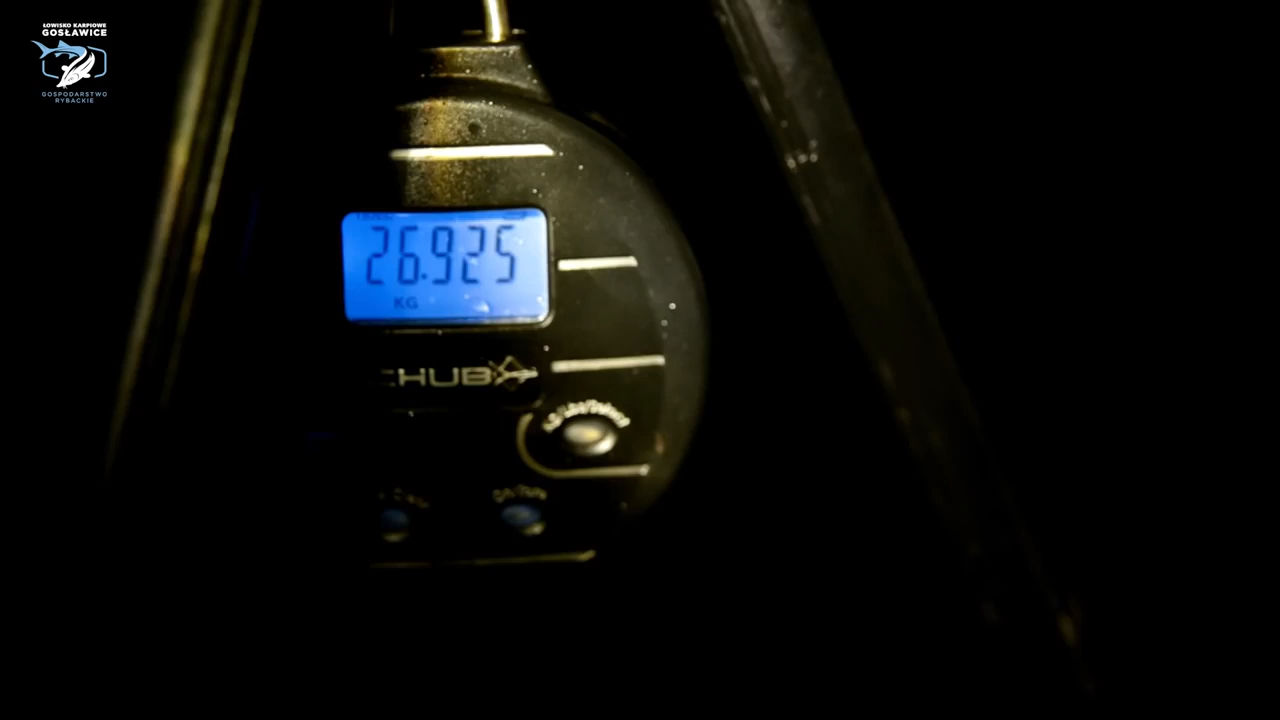 ŁOWISKO KARPIOWE
GOSŁAWICE
GOSPODARSTWO
RYBACKIE
26.925
KG
CHUB